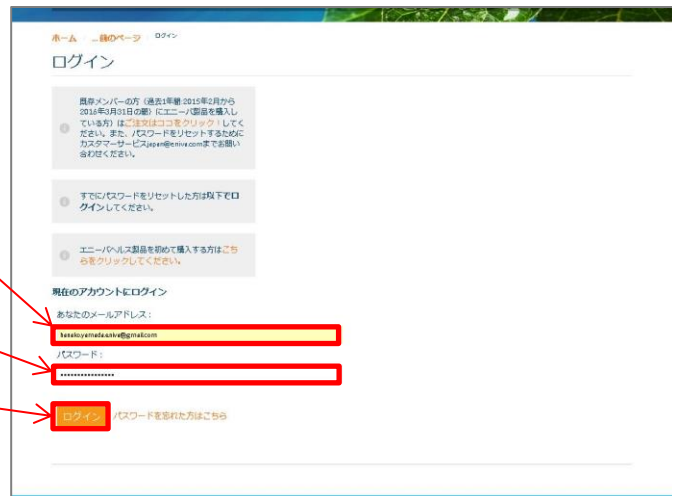 ホーム … 様のページ ログイン
ログイン
既存メンバーの方（過去1年間:2015年2月から
2016年3月31日の間）にエニーバ製品を購入し
ている方）はご注文はココをクリック！してく
ださい。また、パスワードをリセットするために
カスタマーサービスjapan@eniva.comまでお問い
合わせください。
すでにパスワードをリセットした方は以下でロ
グインしてください。
エニーバヘルス製品を初めて購入する方はこち
らをクリックしてください。
現在のアカウントにログイン
あなたのメールアドレス：
hanako.yamada.eniva@gmail.com
パスワード：
ログイン パスワードを忘れた方はこちら